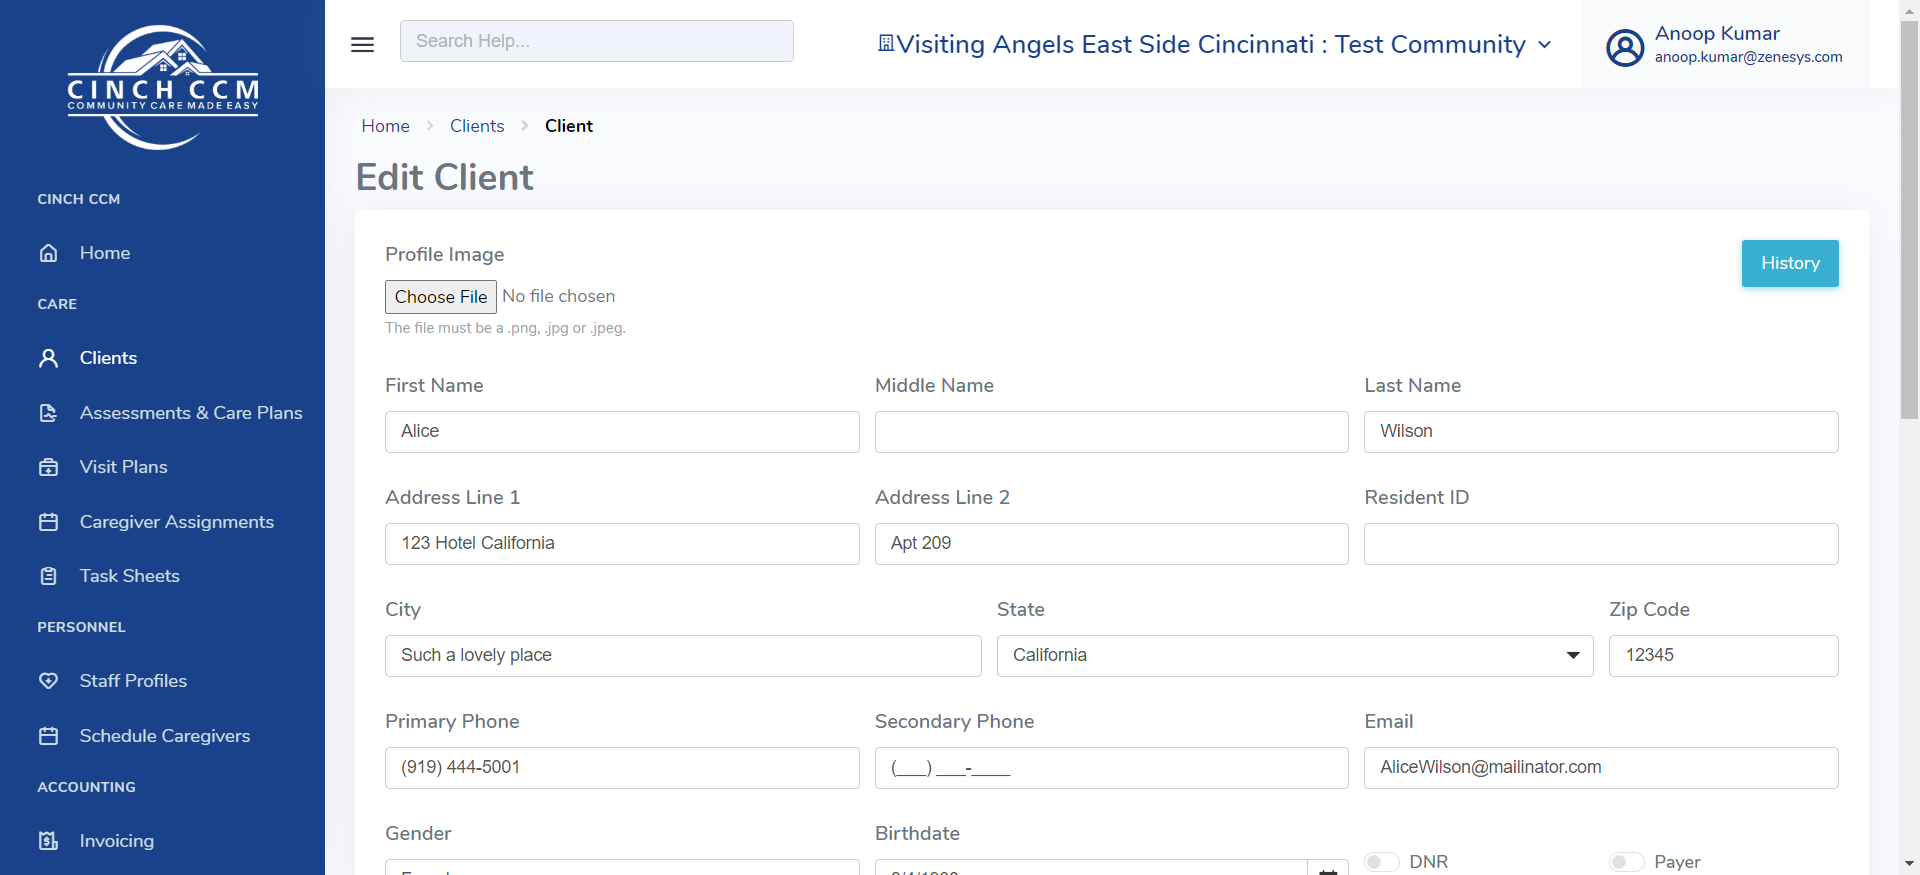 CINCH CCM
COMMUNITY CARE MADE EASY
CINCH CCM
Home
CARE
Clients
Assessments & Care Plans
Visit Plans
Caregiver Assignments
Task Sheets
PERSONNEL
Staff Profiles
Schedule Caregivers
ACCOUNTING
Invoicing
Search Help...
Visiting Angels East Side Cincinnati : Test Community
Anoop Kumar
anoop.kumar@zenesys.com
Home > Clients > Client
Edit Client
Profile Image
History
Choose File No file chosen
The file must be a .png, .jpg or .jpeg.
First Name Middle Name Last Name
Alice Wilson
Address Line 1 Address Line 2 Resident ID
123 Hotel California Apt 209
City State Zip Code
Such a lovely place California 12345
Primary Phone Secondary Phone Email
(919) 444-5001 (___) ___-____ AliceWilson@mailinator.com
Gender Birthdate
DNR Payer